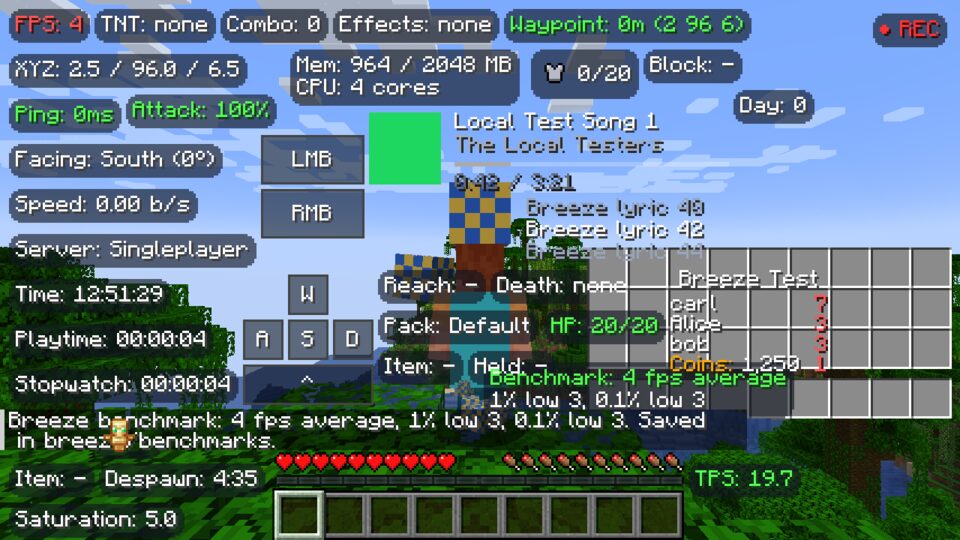 FPS: 4 TNT: none Combo: 0 Effects: none Waypoint: 0m (2 96 6)
REC
XYZ: 2.5 / 96.0 / 6.5
Mem: 964 / 2048 MB
CPU: 4 cores
0/20
Block: -
Ping: 0ms
Attack: 100%
Day: 0
Local Test Song 1
The Local Testers
Facing: South (0°)
LMB
0:42 / 3:21
Speed: 0.00 b/s
RMB
Breeze lyric 40
Breeze lyric 42
Breeze lyric 44
Server: Singleplayer
Time: 12:51:29
W
Reach: - Death: none
Breeze Test
carl 7
Alice 3
bob 3
Coins: 1,250 1
Playtime: 00:00:04
A S D
Pack: Default HP: 20/20
Item: - Held: -
Stopwatch: 00:00:04
^
Benchmark: 4 fps average
1% low 3, 0.1% low 3
Breeze benchmark: 4 fps average, 1% low 3, 0.1% low 3. Saved
in breeze benchmarks.
Item: - Despawn: 4:35
TPS: 19.7
Saturation: 5.0